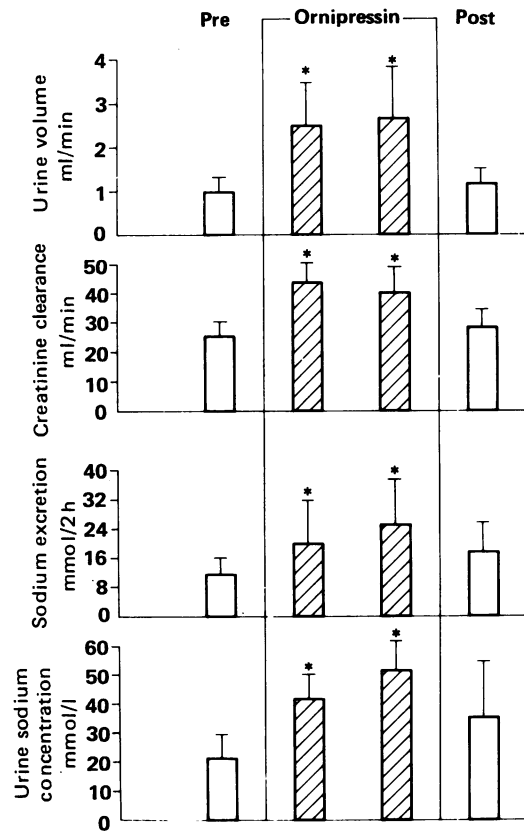 Pre Ornipressin Post
Urine volume
ml/min
4
3
2
1
0
* *
Creatinine clearance
ml/min
50
40
30
20
10
0
* *
Sodium excretion
mmol/2h
40
32
24
16
8
0
* *
Urine sodium
concentration
mmol/l
60
50
40
30
20
10
0
* *